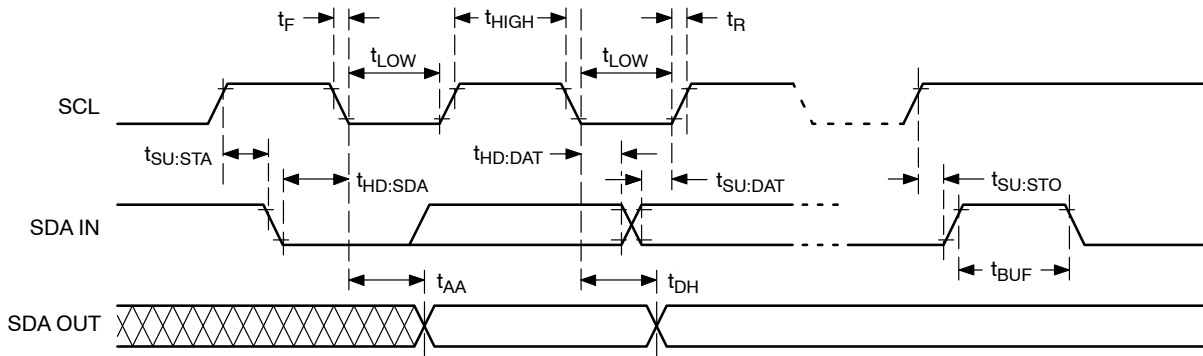 tF
tHIGH
tR
tLOW
tLOW
SCL
tSU:STA
tHD:SDA
tHD:DAT
tSU:DAT
tSU:STO
SDA IN
tAA
tDH
tBUF
SDA OUT